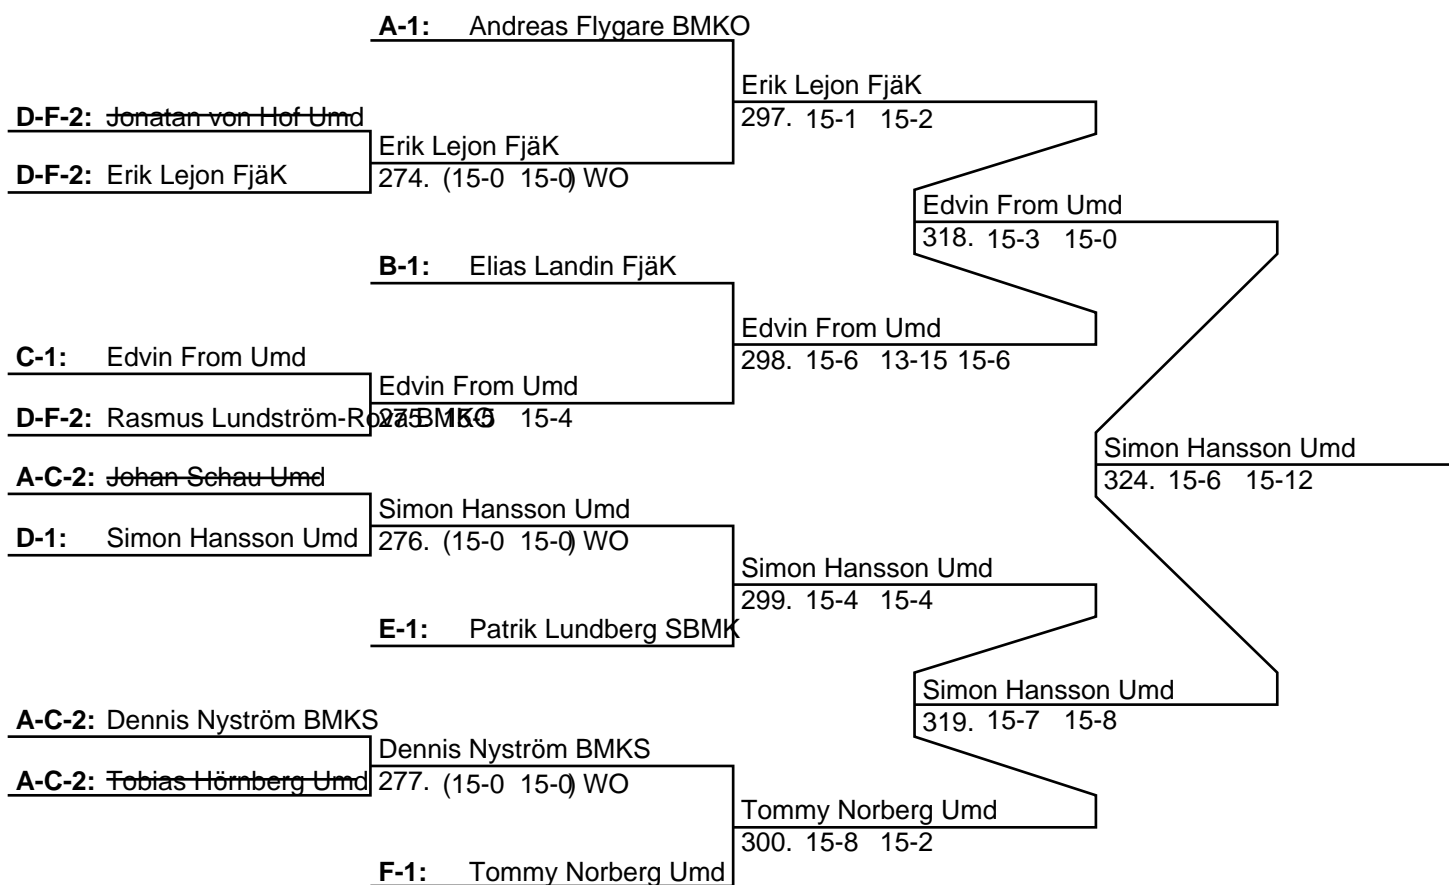 A-1: Andreas Flygare BMKO
Erik Lejon FjäK
297. 15-1 15-2
D-F-2: Jonatan von Hof Umd
D-F-2: Erik Lejon FjäK
Erik Lejon FjäK
274. (15-0 15-0) WO
Edvin From Umd
318. 15-3 15-0
B-1: Elias Landin FjäK
Edvin From Umd
298. 15-6 13-15 15-6
C-1: Edvin From Umd
D-F-2: Rasmus Lundström-Rova BMKO
Edvin From Umd
275. 15-5 15-4
Simon Hansson Umd
324. 15-6 15-12
A-C-2: Johan Schau Umd
D-1: Simon Hansson Umd
Simon Hansson Umd
276. (15-0 15-0) WO
Simon Hansson Umd
299. 15-4 15-4
E-1: Patrik Lundberg SBMK
Simon Hansson Umd
319. 15-7 15-8
A-C-2: Dennis Nyström BMKS
A-C-2: Tobias Hörnberg Umd
Dennis Nyström BMKS
277. (15-0 15-0) WO
Tommy Norberg Umd
300. 15-8 15-2
F-1: Tommy Norberg Umd